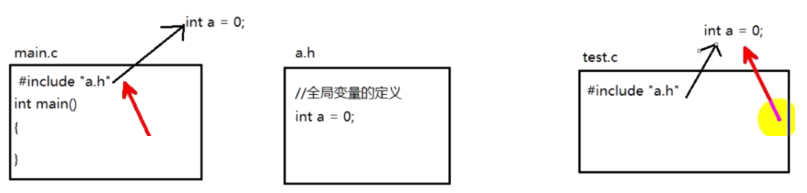 int a = 0;
main.c
#include "a.h"
int main()
{
}
a.h
//全局变量的定义
int a = 0;
int a = 0;
test.c
#include "a.h"